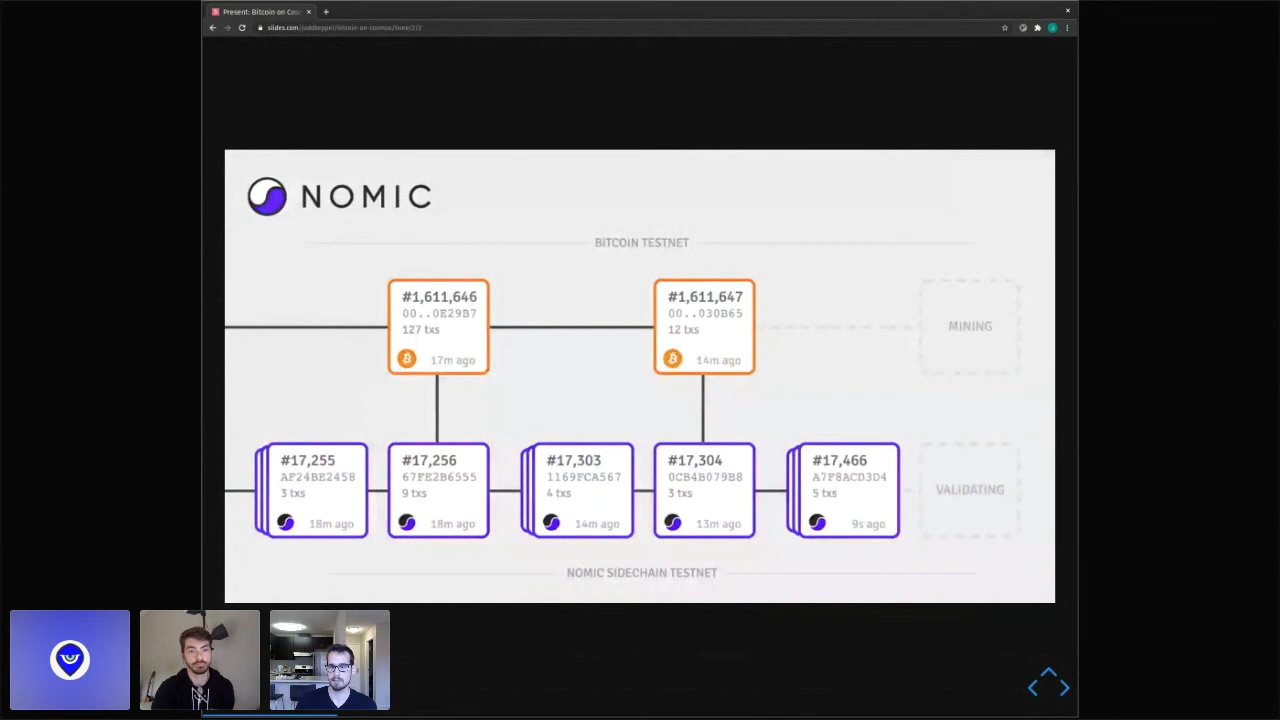 Present: Bitcoin on Cos
slides.com/juddkeppel/bitcoin-on-cosmos/live#/2/2
NOMIC
BITCOIN TESTNET
#1,611,646
00..0E29B7
127 txs
17m ago
#1,611,647
00..030B65
12 txs
14m ago
MINING
#17,255
AF24BE2458
3 txs
18m ago
#17,256
67FE2B6555
9 txs
18m ago
#17,303
1169FCA567
4 txs
14m ago
#17,304
0CB4B079B8
3 txs
13m ago
#17,466
A7F8ACD3D4
5 txs
9s ago
VALIDATING
NOMIC SIDECHAIN TESTNET